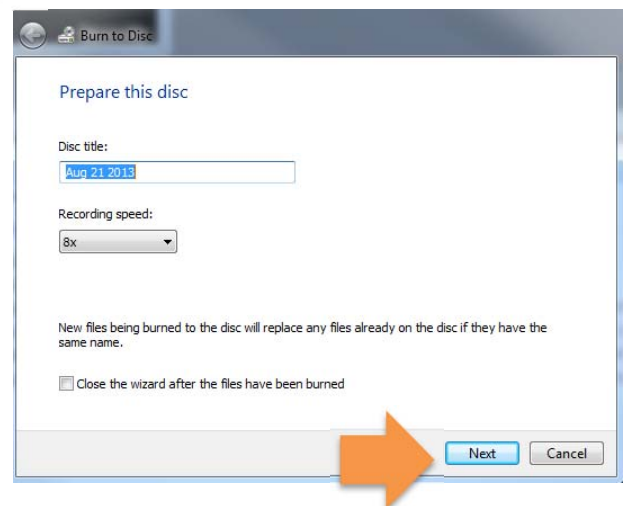 Burn to Disc
Prepare this disc
Disc title:
Aug 21 2013
Recording speed:
8x
New files being burned to the disc will replace any files already on the disc if they have the
same name.
Close the wizard after the files have been burned
Next Cancel